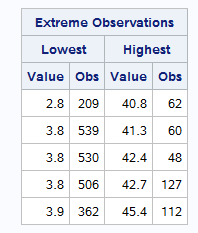 Extreme Observations
Lowest Highest
Value Obs Value Obs
2.8 209 40.8 62
3.8 539 41.3 60
3.8 530 42.4 48
3.8 506 42.7 127
3.9 362 45.4 112